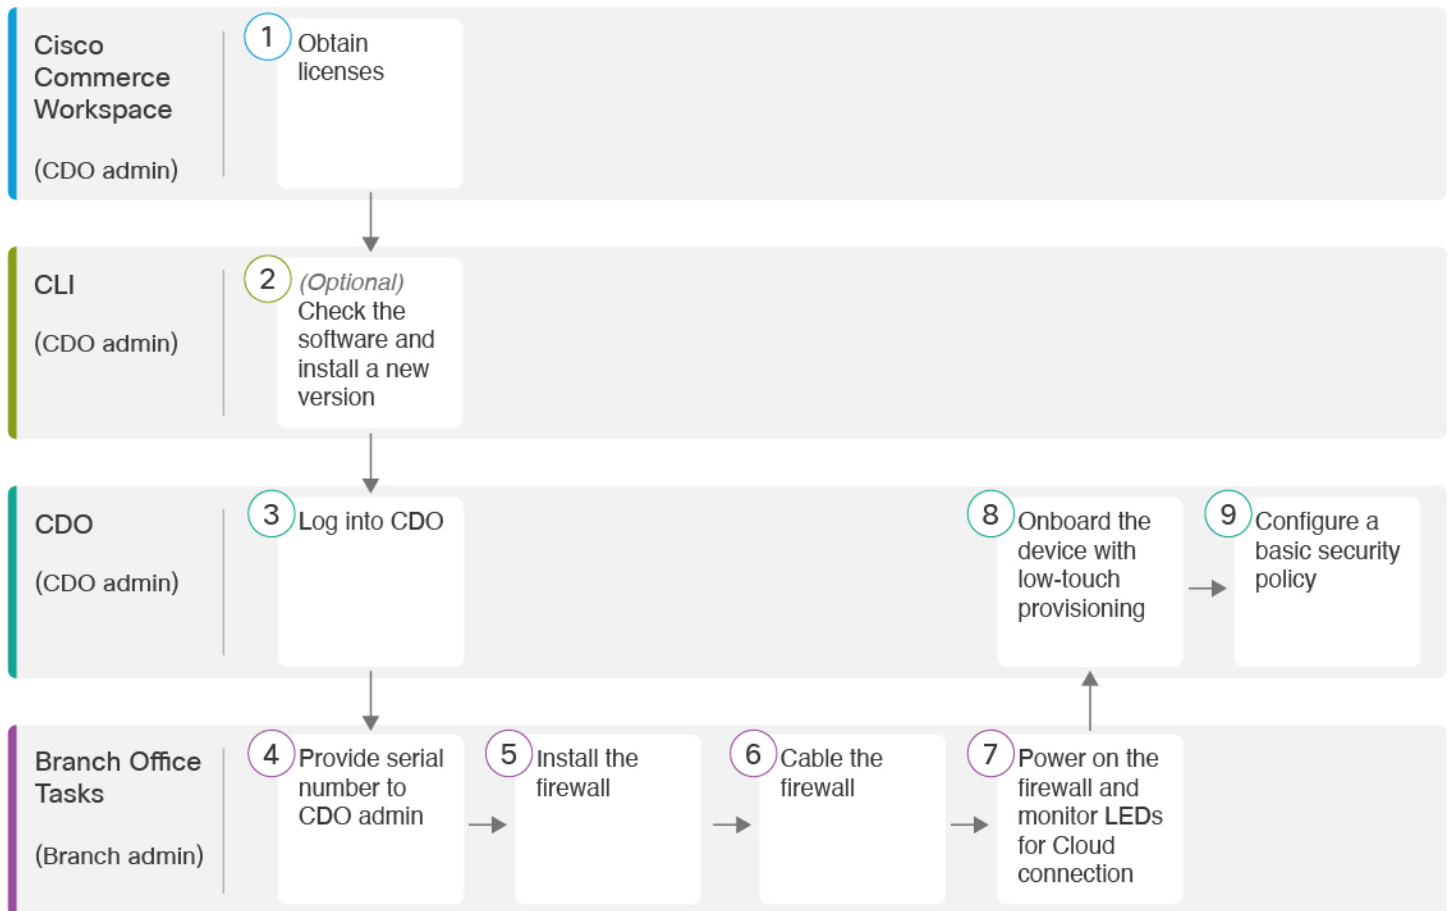 Cisco
Commerce
Workspace
(CDO admin)
1
Obtain
licenses
CLI
(CDO admin)
2
(Optional)
Check the
software and
install a new
version
CDO
(CDO admin)
3
Log into CDO
8
Onboard the
device with
low-touch
provisioning
9
Configure a
basic security
policy
Branch Office
Tasks
(Branch admin)
4
Provide serial
number to
CDO admin
5
Install the
firewall
6
Cable the
firewall
7
Power on the
firewall and
monitor LEDs
for Cloud
connection